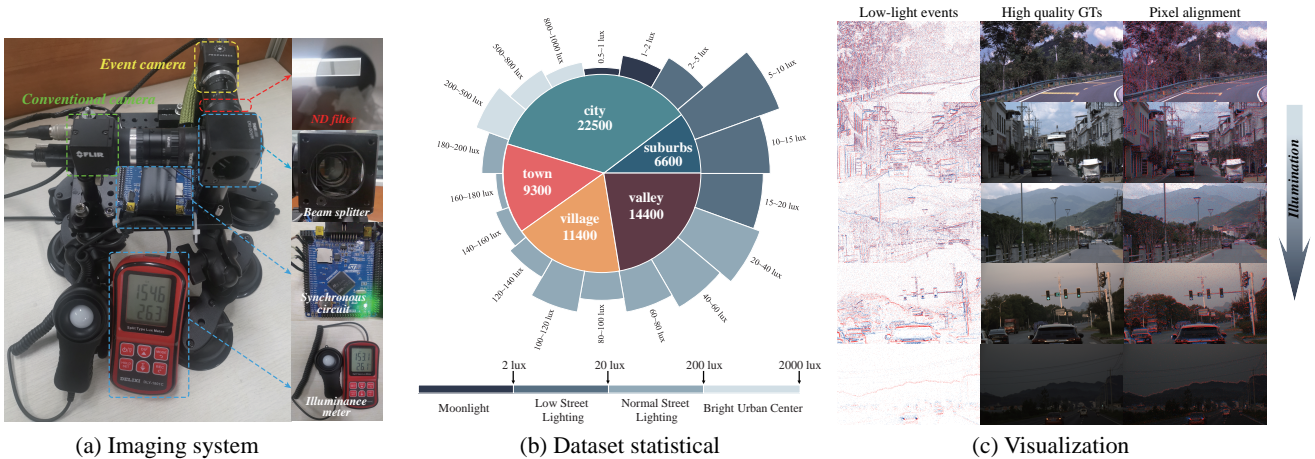 Event camera
Conventional camera
FLIR
ND filter
Beam splitter
Synchronous
circuit
154.6
26.3
Illuminance
meter
(a) Imaging system
0.5–1 lux
1–2 lux
2–5 lux
5–10 lux
10–15 lux
15–20 lux
20–40 lux
40–60 lux
60–80 lux
80–100 lux
100–120 lux
120–140 lux
140–160 lux
160–180 lux
180–200 lux
200–500 lux
500–800 lux
800–1000 lux
city
22500
suburbs
6600
town
9300
village
11400
valley
14400
2 lux
20 lux
200 lux
2000 lux
Moonlight
Low Street
Lighting
Normal Street
Lighting
Bright Urban Center
(b) Dataset statistical
Low-light events
High quality GTs
Pixel alignment
Illumination
(c) Visualization